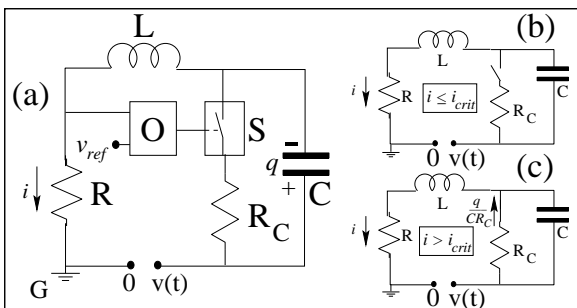 (a)
L
O
S
v_ref
q
-
+
C
i
R
R_C
G
0 v(t)
(b)
L
i
R
i ≤ i_crit
R_C
C
0 v(t)
(c)
L
q/CR_C
i
R
i > i_crit
R_C
C
0 v(t)